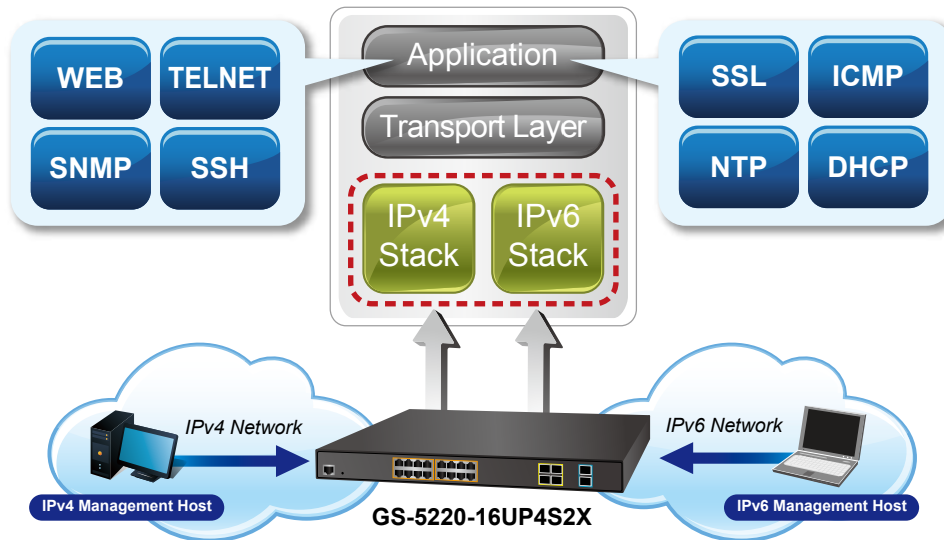 WEB
TELNET
SNMP
SSH
Application
Transport Layer
IPv4
Stack
IPv6
Stack
SSL
ICMP
NTP
DHCP
IPv4 Network
IPv4 Management Host
GS-5220-16UP4S2X
IPv6 Network
IPv6 Management Host